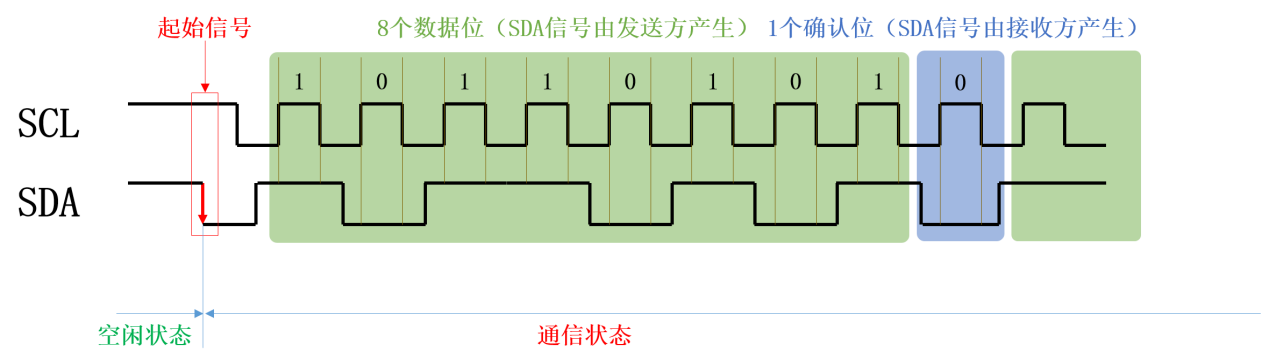 起始信号
8个数据位（SDA信号由发送方产生）
1个确认位（SDA信号由接收方产生）
1 0 1 1 0 1 0 1 0
SCL
SDA
空闲状态
通信状态